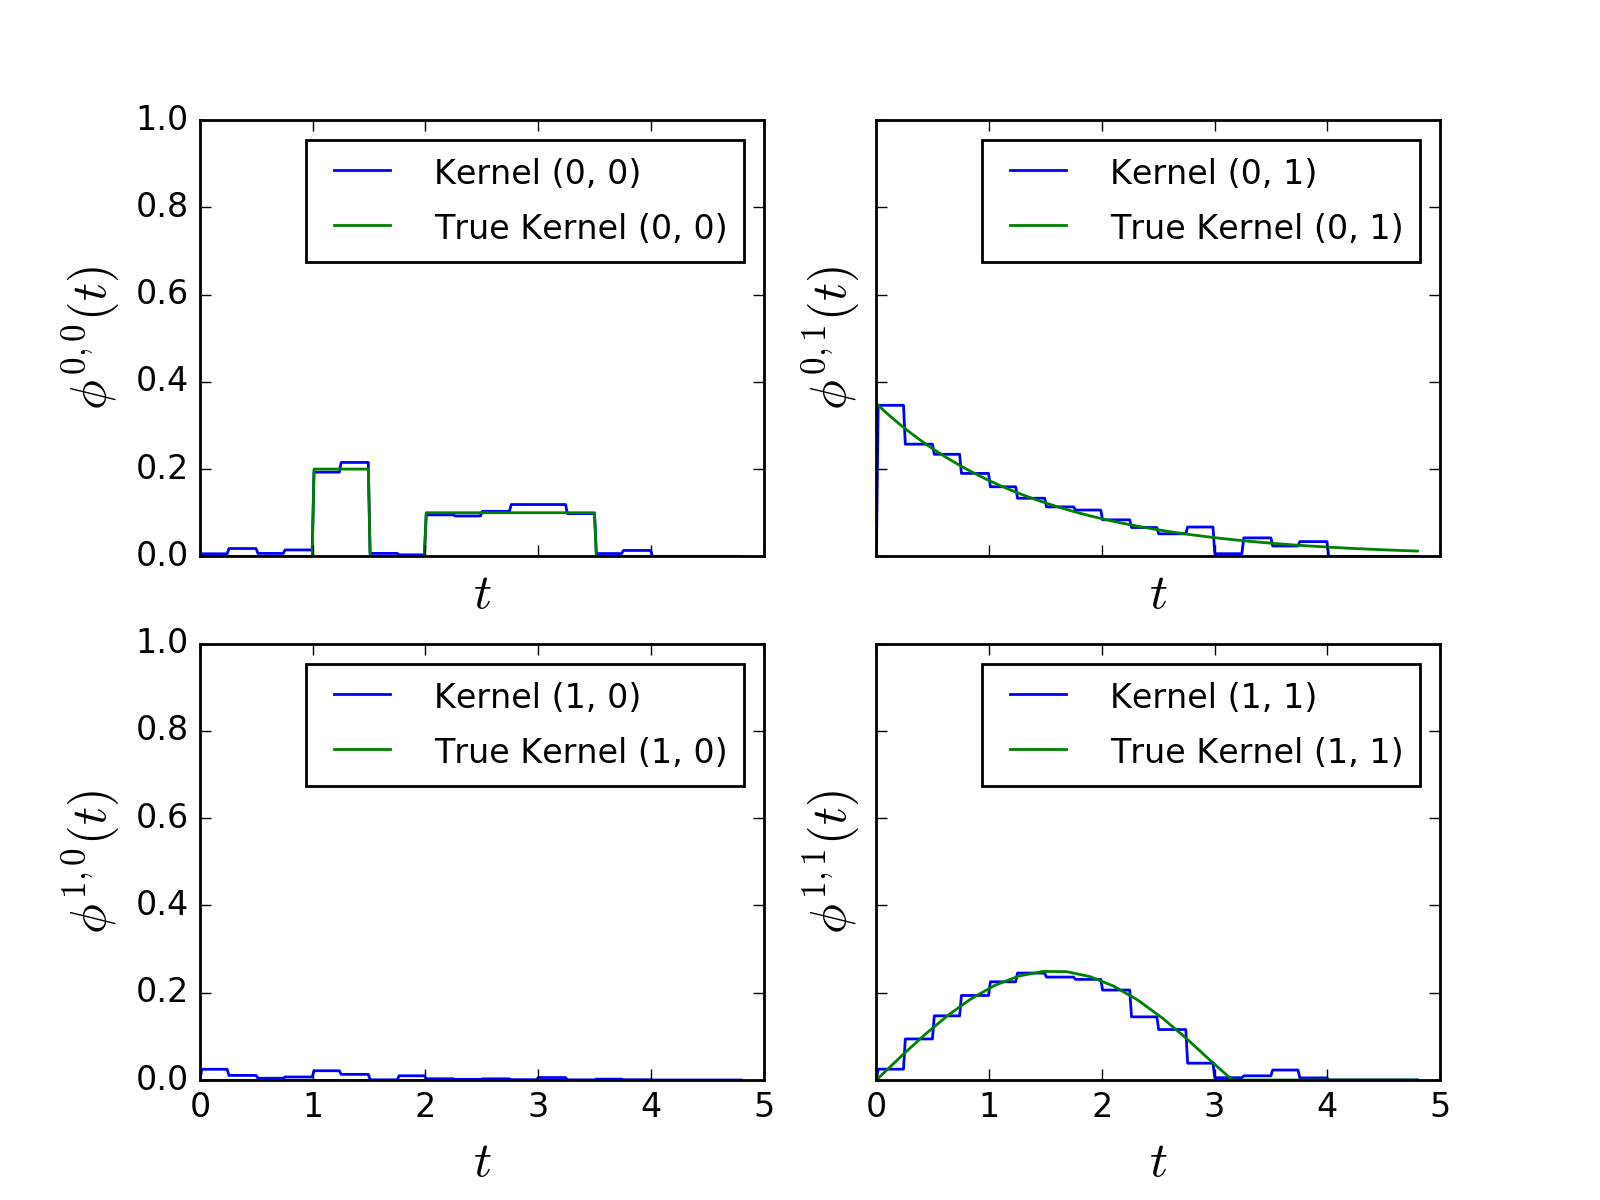 1.0
0.8
0.6
0.4
0.2
0.0
ϕ^{0,0}(t)
Kernel (0, 0)
True Kernel (0, 0)
t
ϕ^{0,1}(t)
Kernel (0, 1)
True Kernel (0, 1)
t
1.0
0.8
0.6
0.4
0.2
0.0
ϕ^{1,0}(t)
Kernel (1, 0)
True Kernel (1, 0)
0 1 2 3 4 5
t
ϕ^{1,1}(t)
Kernel (1, 1)
True Kernel (1, 1)
0 1 2 3 4 5
t